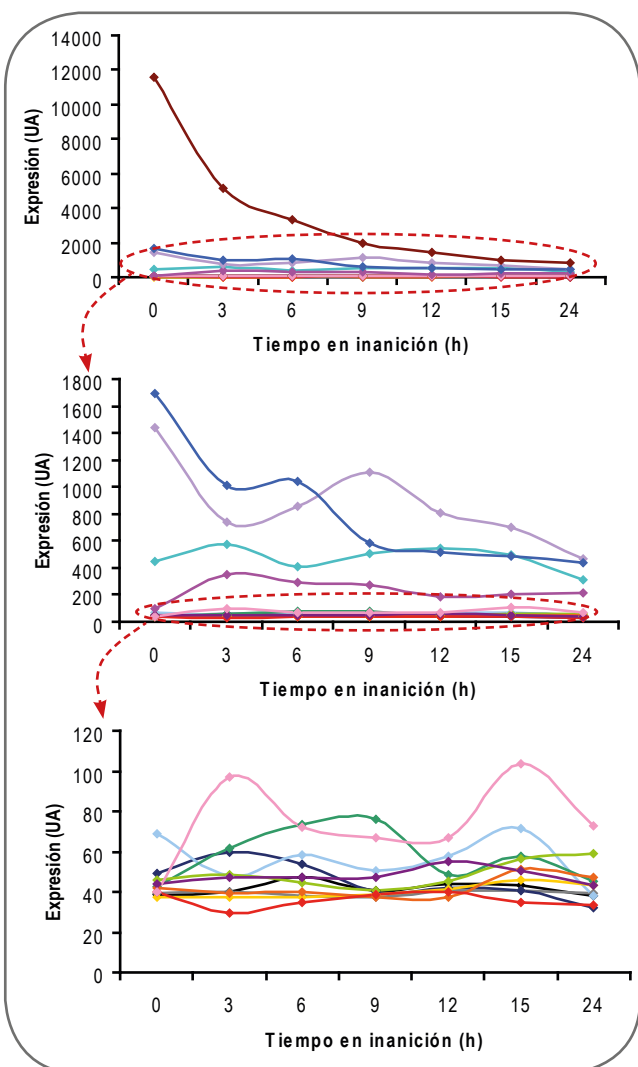 14000
12000
10000
8000
6000
4000
2000
0
Expresión (UA)
0 3 6 9 12 15 24
Tiempo en inanición (h)
1800
1600
1400
1200
1000
800
600
400
200
0
Expresión (UA)
0 3 6 9 12 15 24
Tiempo en inanición (h)
120
100
80
60
40
20
0
Expresión (UA)
0 3 6 9 12 15 24
Tiempo en inanición (h)